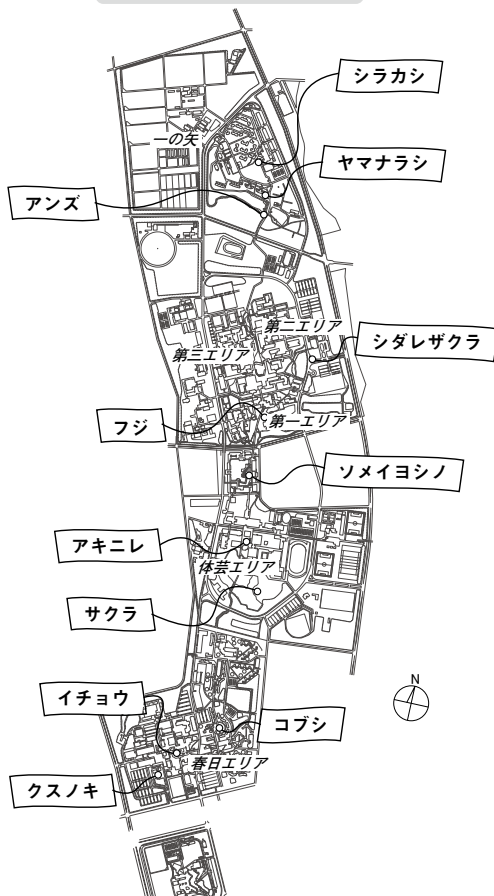 シラカシ
一の矢
ヤマナラシ
アンズ
第二エリア
シダレザクラ
第三エリア
フジ
第一エリア
ソメイヨシノ
アキニレ
体芸エリア
サクラ
N
イチョウ
コブシ
春日エリア
クスノキ